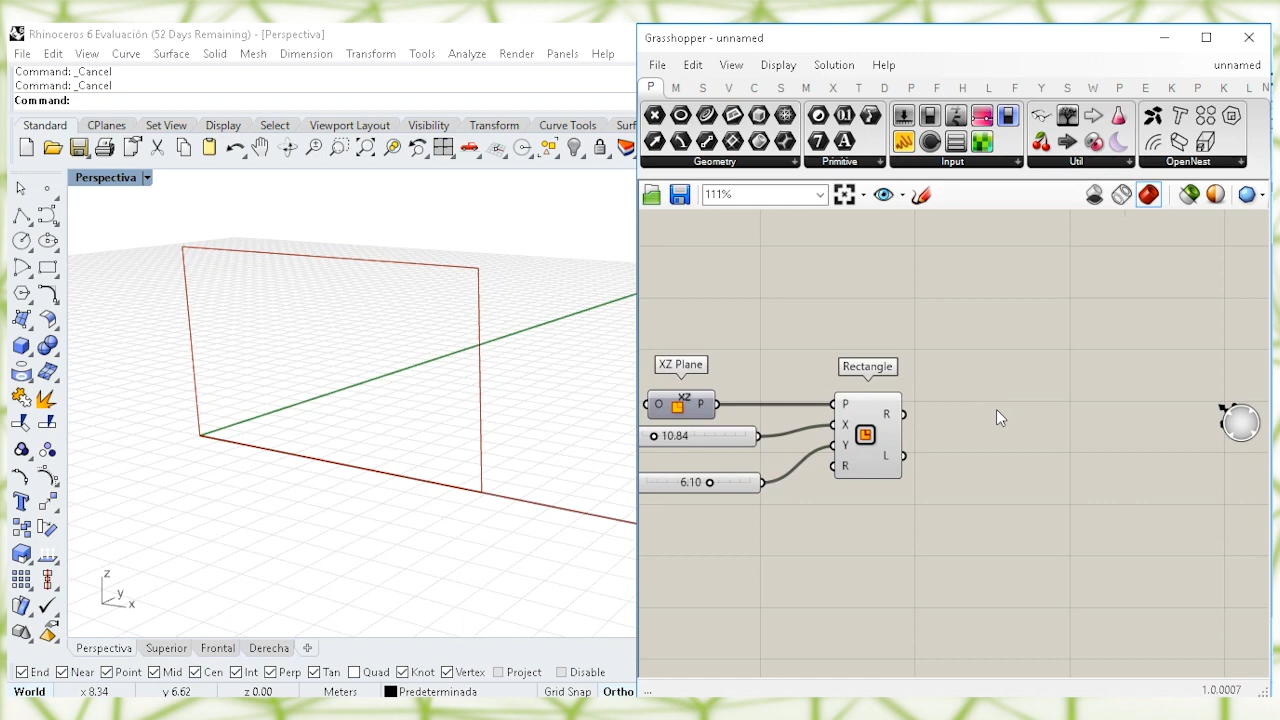 Rhinoceros 6 Evaluación (52 Days Remaining) - [Perspectiva]
File Edit View Curve Surface Solid Mesh Dimension Transform Tools Analyze Render Panels Help
Command: _Cancel
Command: _Cancel
Command:
Standard CPlanes Set View Display Select Viewport Layout Visibility Transform Curve Tools Surf
Perspectiva
z
y
x
Perspectiva Superior Frontal Derecha
End Near Point Mid Cen Int Perp Tan Quad Knot Vertex Project Disable
World x 8.34 y 6.62 z 0.00 Meters Predeterminada Grid Snap Ortho
Grasshopper - unnamed
File Edit View Display Solution Help unnamed
P M S V C S M X T D P F H L F Y S W P C E K L N
Geometry Primitive Input Util OpenNest
111%
XZ Plane
O XZ P
10.84
6.10
Rectangle
P
X
Y
R
R
L
...
1.0.0007